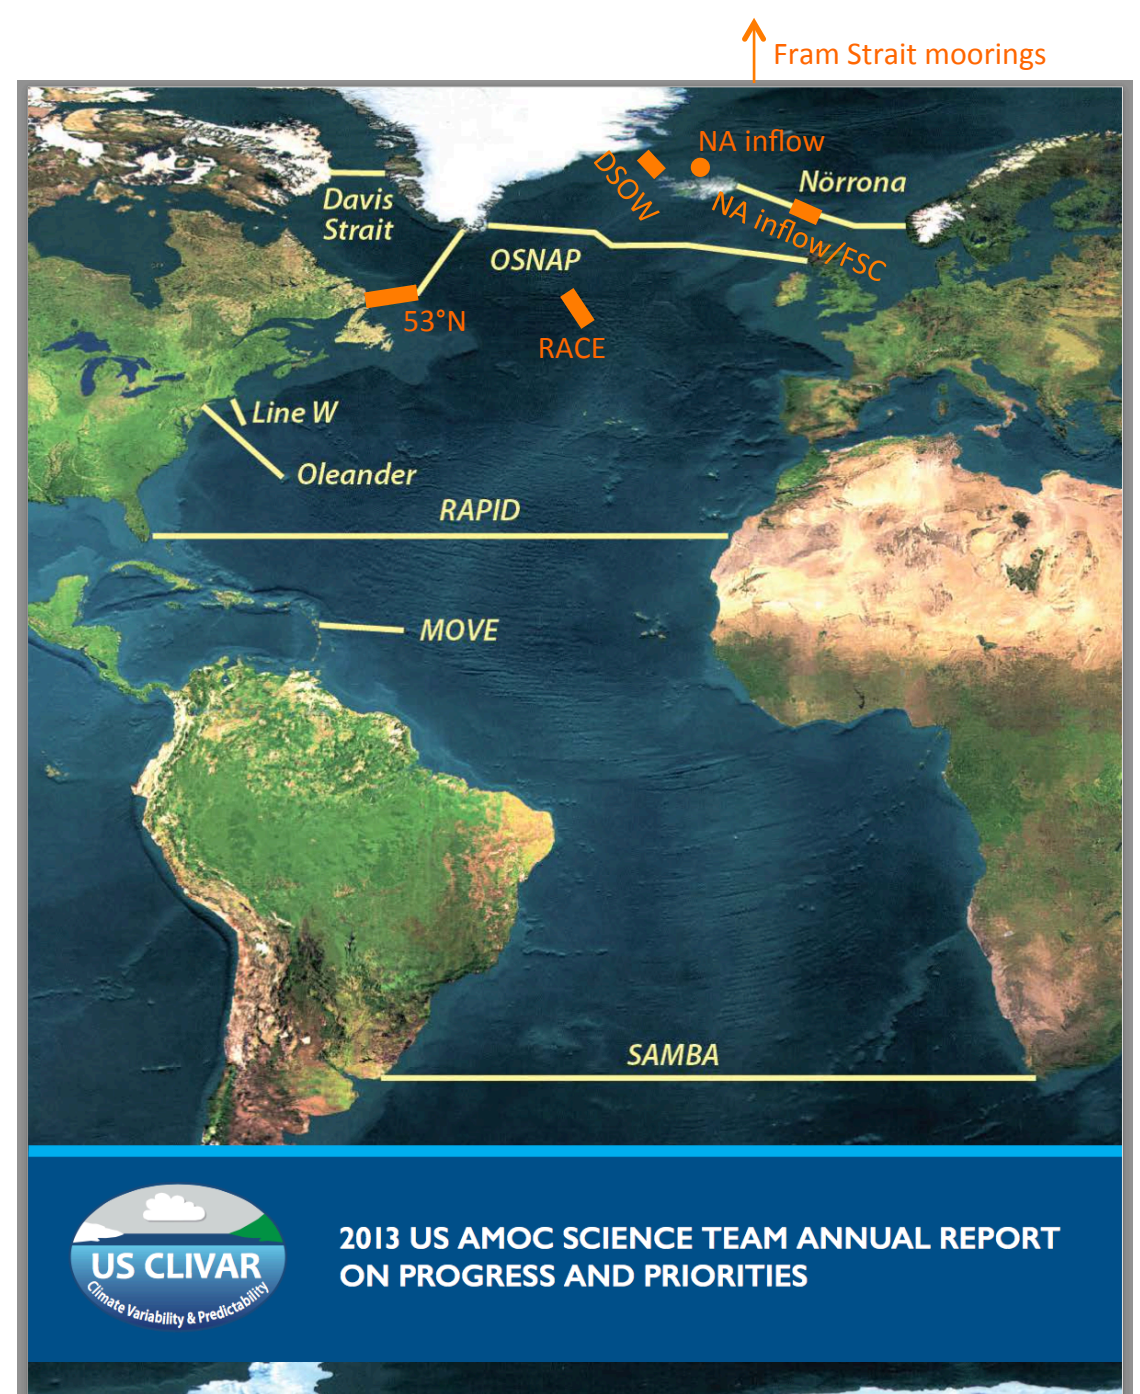 Fram Strait moorings
NA inflow
DSOW
Nörrona
Davis
Strait
NA inflow/FSC
OSNAP
53°N
RACE
Line W
Oleander
RAPID
MOVE
SAMBA
US CLIVAR
Climate Variability & Predictability
2013 US AMOC SCIENCE TEAM ANNUAL REPORT
ON PROGRESS AND PRIORITIES